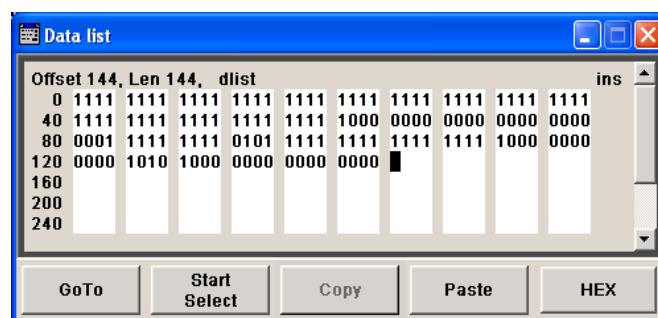 Data list
Offset 144, Len 144, dlist ins
0 1111 1111 1111 1111 1111 1111 1111 1111 1111 1111
40 1111 1111 1111 1111 1111 1000 0000 0000 0000 0000
80 0001 1111 1111 0101 1111 1111 1111 1111 1000 0000
120 0000 1010 1000 0000 0000 0000
160
200
240
GoTo Start Select Copy Paste HEX